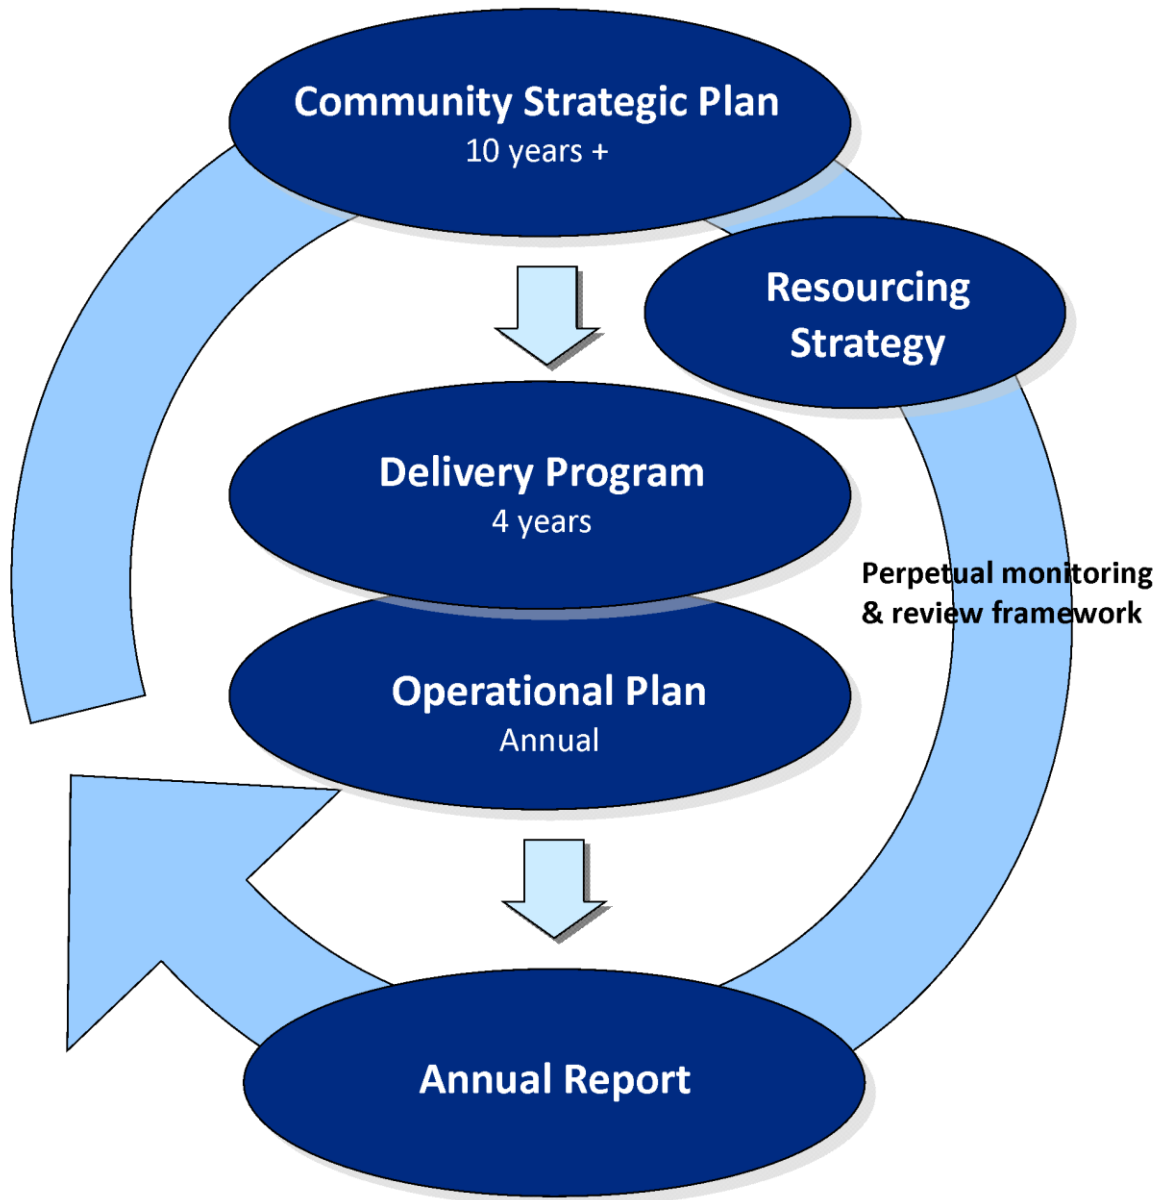 Community Strategic Plan
10 years +
Resourcing
Strategy
Delivery Program
4 years
Perpetual monitoring
& review framework
Operational Plan
Annual
Annual Report